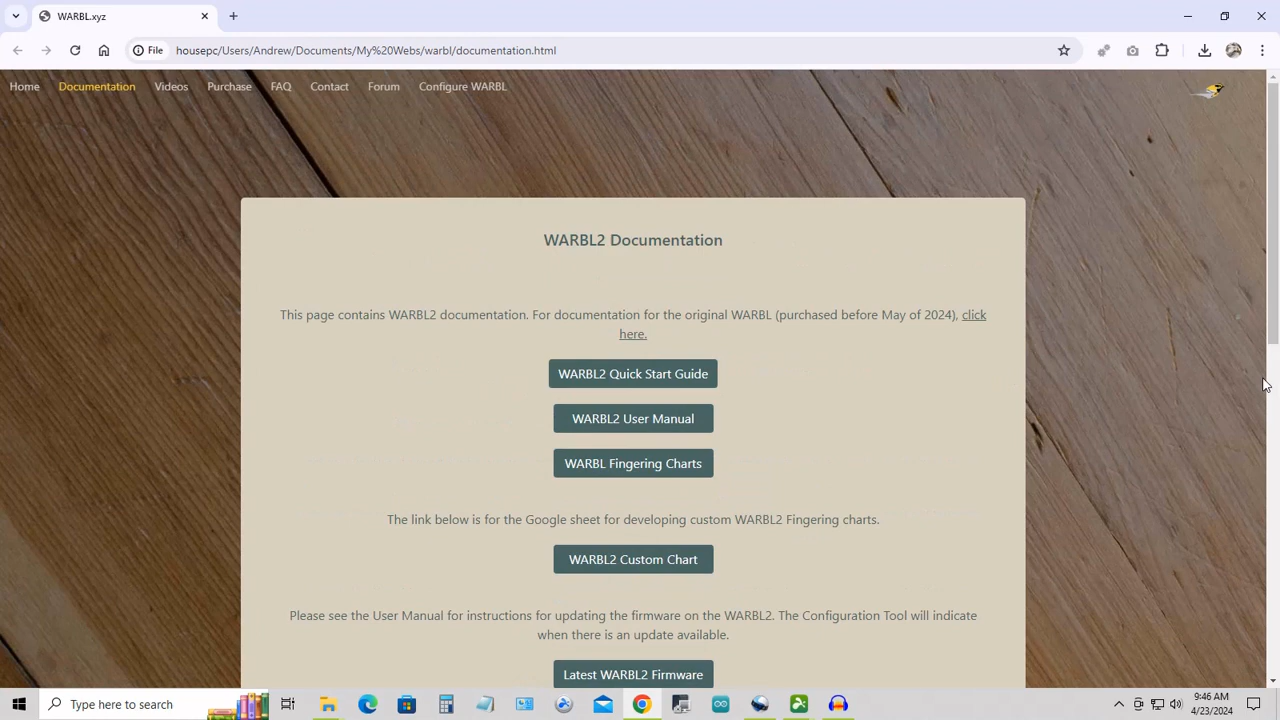 WARBL.xyz
File
housepc/Users/Andrew/Documents/My%20Webs/warbl/documentation.html
Home Documentation Videos Purchase FAQ Contact Forum Configure WARBL
WARBL2 Documentation
This page contains WARBL2 documentation. For documentation for the original WARBL (purchased before May of 2024), click
here.
WARBL2 Quick Start Guide
WARBL2 User Manual
WARBL Fingering Charts
The link below is for the Google sheet for developing custom WARBL2 Fingering charts.
WARBL2 Custom Chart
Please see the User Manual for instructions for updating the firmware on the WARBL2. The Configuration Tool will indicate
when there is an update available.
Latest WARBL2 Firmware
Type here to search
9:46 AM
4/23/2024